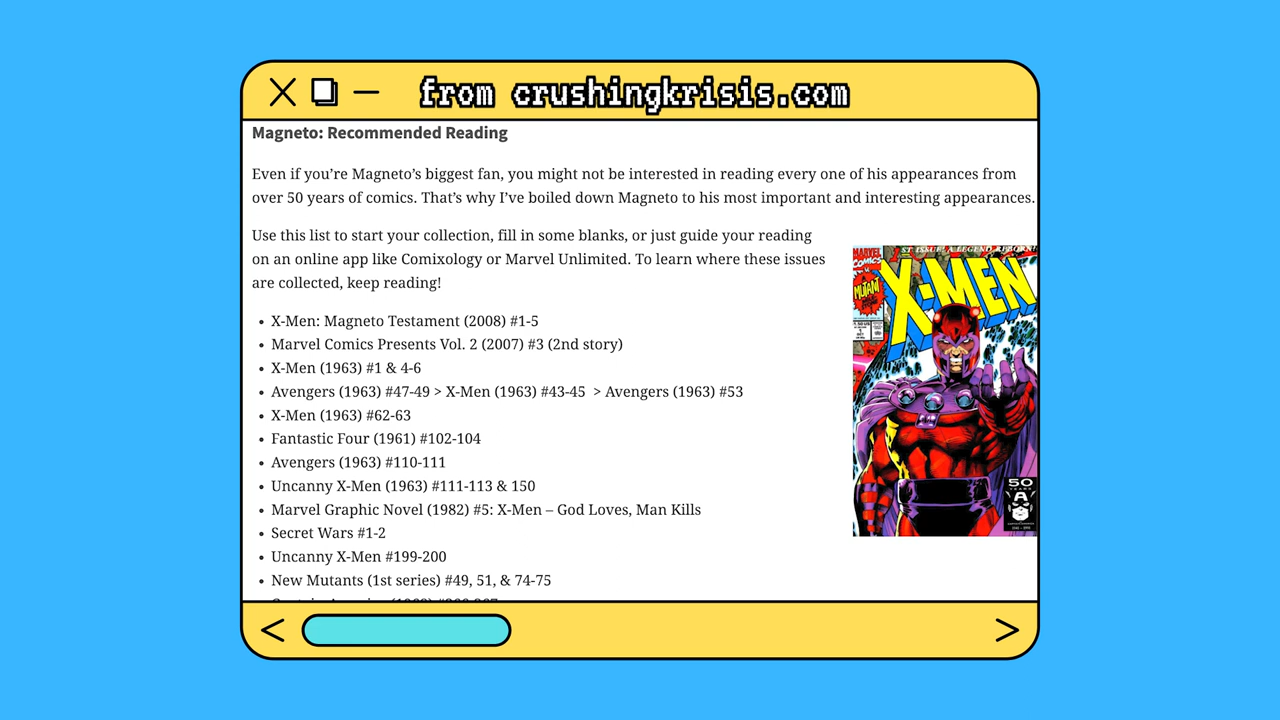 from crushingkrisis.com
Magneto: Recommended Reading
Even if you’re Magneto’s biggest fan, you might not be interested in reading every one of his appearances from
over 50 years of comics. That’s why I’ve boiled down Magneto to his most important and interesting appearances.
Use this list to start your collection, fill in some blanks, or just guide your reading
on an online app like Comixology or Marvel Unlimited. To learn where these issues
are collected, keep reading!
• X-Men: Magneto Testament (2008) #1-5
• Marvel Comics Presents Vol. 2 (2007) #3 (2nd story)
• X-Men (1963) #1 & 4-6
• Avengers (1963) #47-49 > X-Men (1963) #43-45 > Avengers (1963) #53
• X-Men (1963) #62-63
• Fantastic Four (1961) #102-104
• Avengers (1963) #110-111
• Uncanny X-Men (1963) #111-113 & 150
• Marvel Graphic Novel (1982) #5: X-Men – God Loves, Man Kills
• Secret Wars #1-2
• Uncanny X-Men #199-200
• New Mutants (1st series) #49, 51, & 74-75
MARVEL
COMICS
X-MEN
MUTANT
50
YEARS